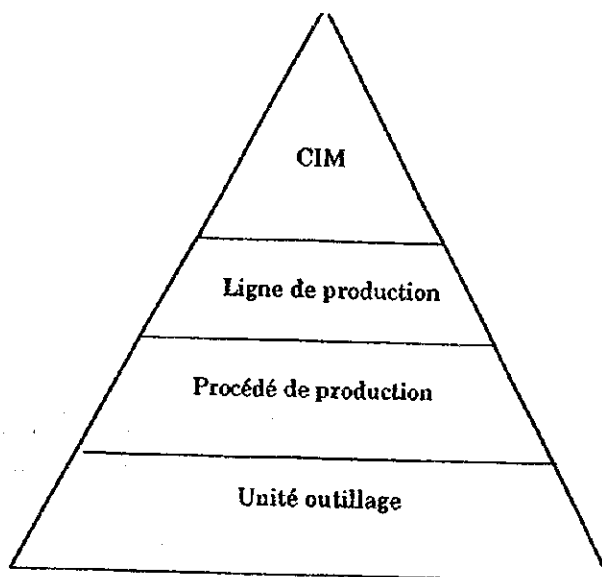 CIM
Ligne de production
Procédé de production
Unité outillage